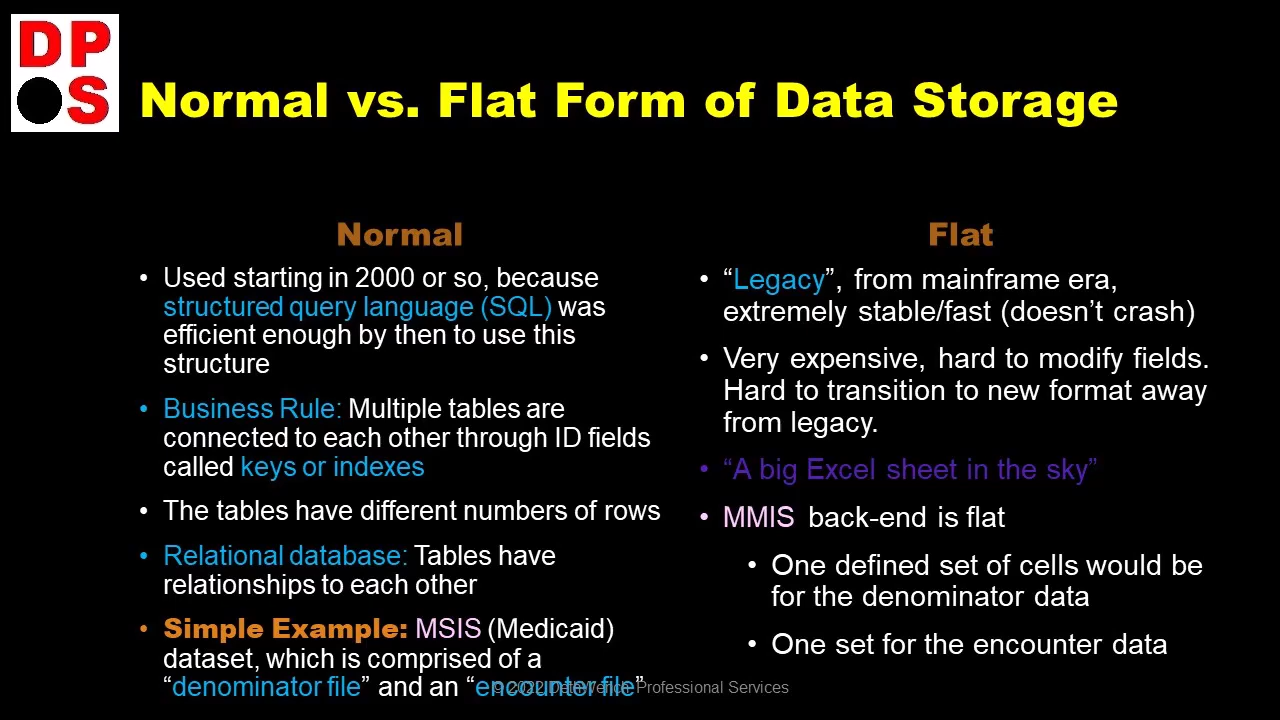 DP
S
Normal vs. Flat Form of Data Storage
Normal
• Used starting in 2000 or so, because
structured query language (SQL) was
efficient enough by then to use this
structure
• Business Rule: Multiple tables are
connected to each other through ID fields
called keys or indexes
• The tables have different numbers of rows
• Relational database: Tables have
relationships to each other
• Simple Example: MSIS (Medicaid)
dataset, which is comprised of a
“denominator file” and an “encounter file”
Flat
• “Legacy”, from mainframe era,
extremely stable/fast (doesn’t crash)
• Very expensive, hard to modify fields.
Hard to transition to new format away
from legacy.
• “A big Excel sheet in the sky”
• MMIS back-end is flat
• One defined set of cells would be
for the denominator data
• One set for the encounter data
© 2022 DethWench Professional Services